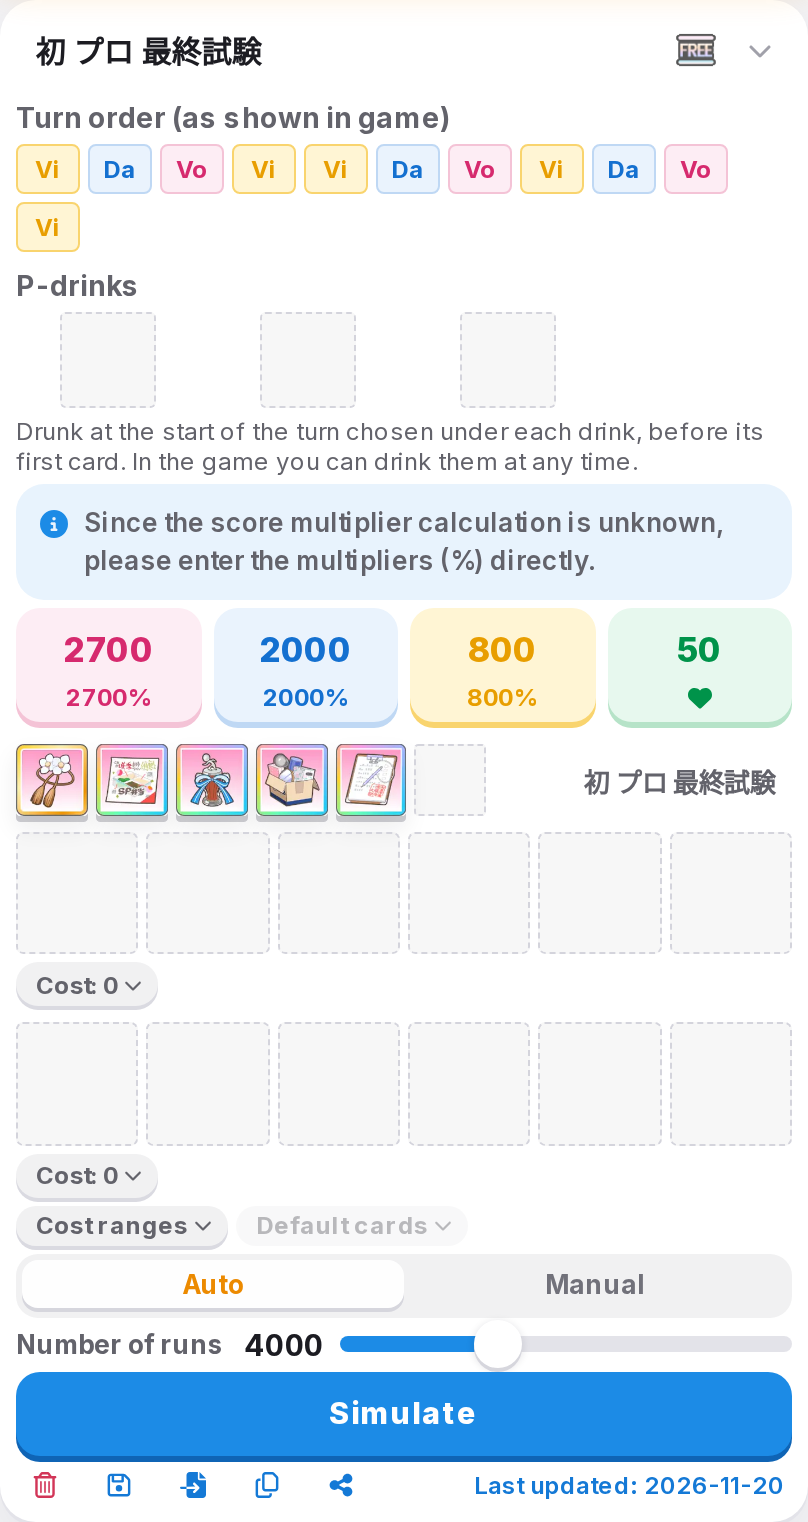 初 プロ 最終試験
FREE
Turn order (as shown in game)
Vi Da Vo Vi Vi Da Vo Vi Da Vo
Vi
P-drinks
Drunk at the start of the turn chosen under each drink, before its
first card. In the game you can drink them at any time.
Since the score multiplier calculation is unknown,
please enter the multipliers (%) directly.
2700 2000 800 50
2700% 2000% 800%
初 プロ 最終試験
Cost: 0
Cost: 0
Cost ranges Default cards
Auto Manual
Number of runs 4000
Simulate
Last updated: 2026-11-20